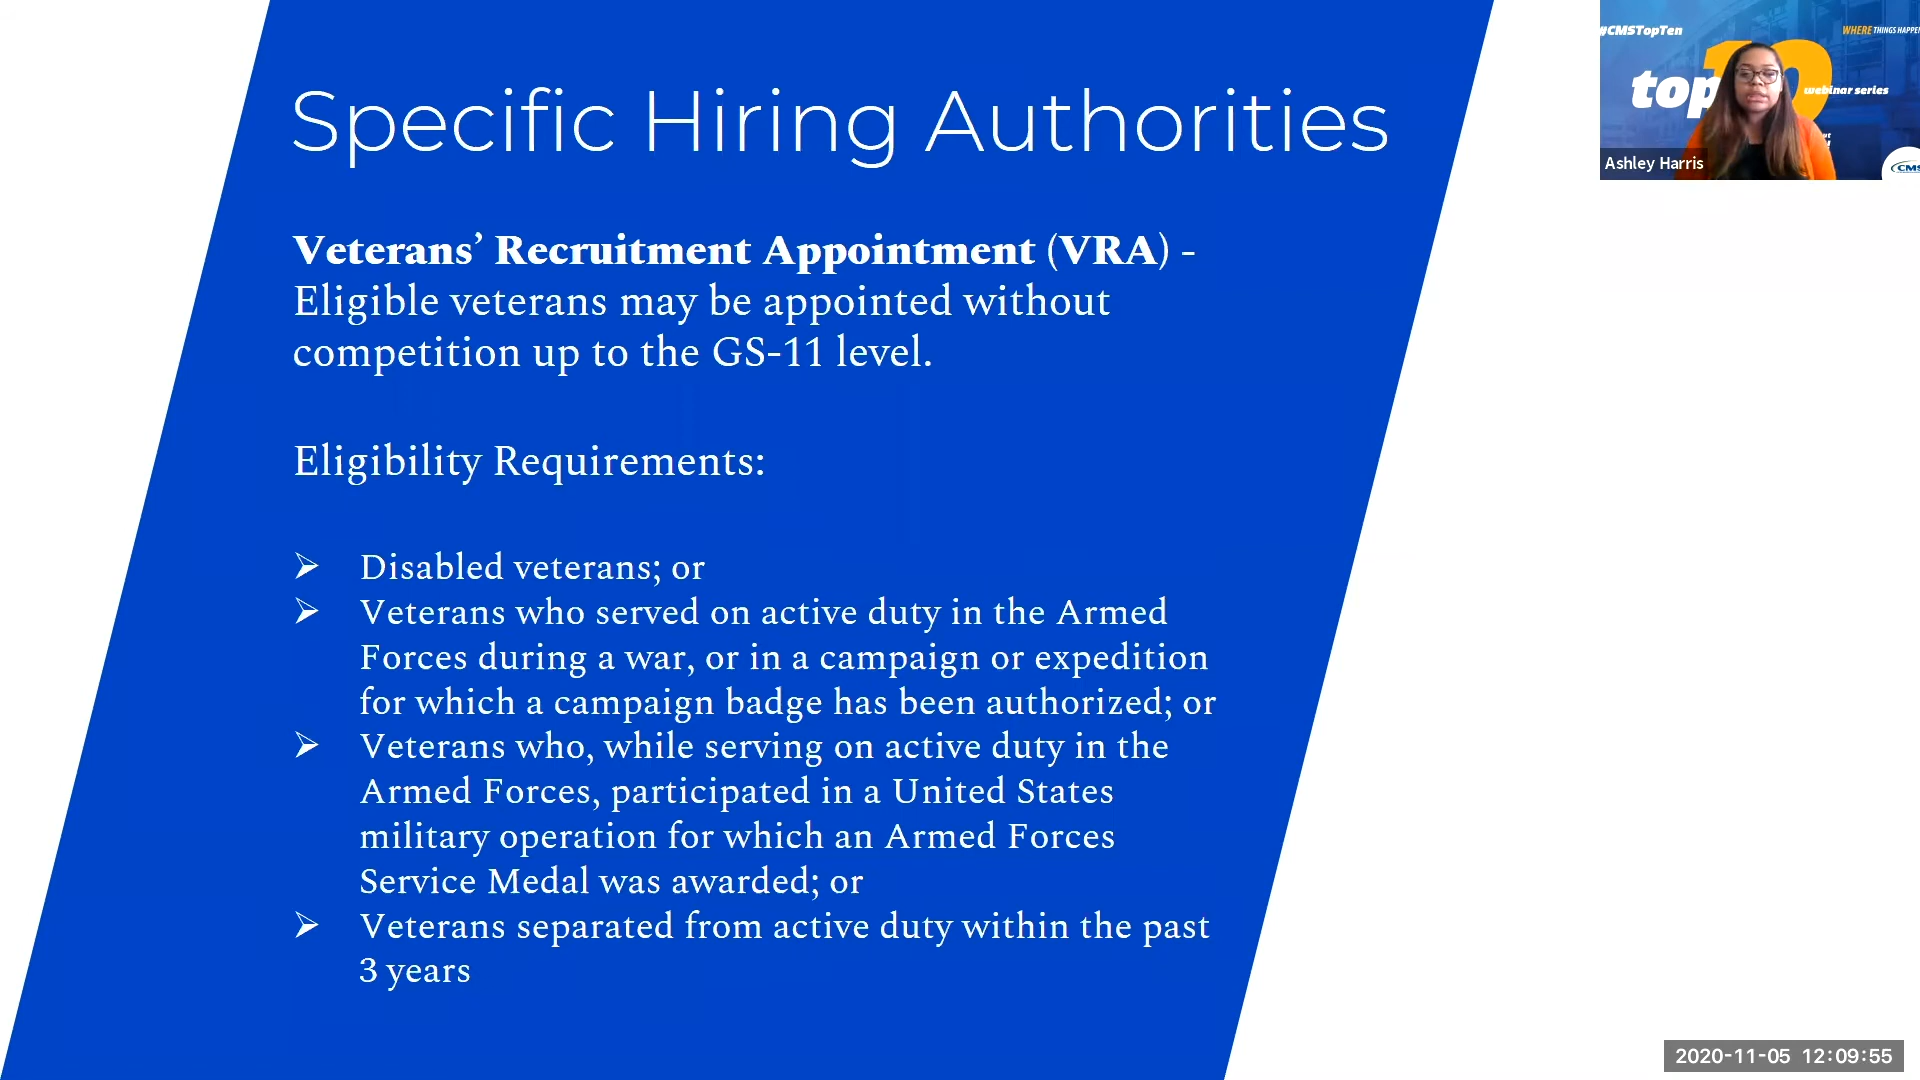 Specific Hiring Authorities
Veterans’ Recruitment Appointment (VRA) -
Eligible veterans may be appointed without
competition up to the GS-11 level.
Eligibility Requirements:
➢ Disabled veterans; or
➢ Veterans who served on active duty in the Armed
Forces during a war, or in a campaign or expedition
for which a campaign badge has been authorized; or
➢ Veterans who, while serving on active duty in the
Armed Forces, participated in a United States
military operation for which an Armed Forces
Service Medal was awarded; or
➢ Veterans separated from active duty within the past
3 years
#CMSTopTen
WHERE THINGS HAPPEN
top 10
webinar series
Ashley Harris
CMS
2020-11-05 12:09:55